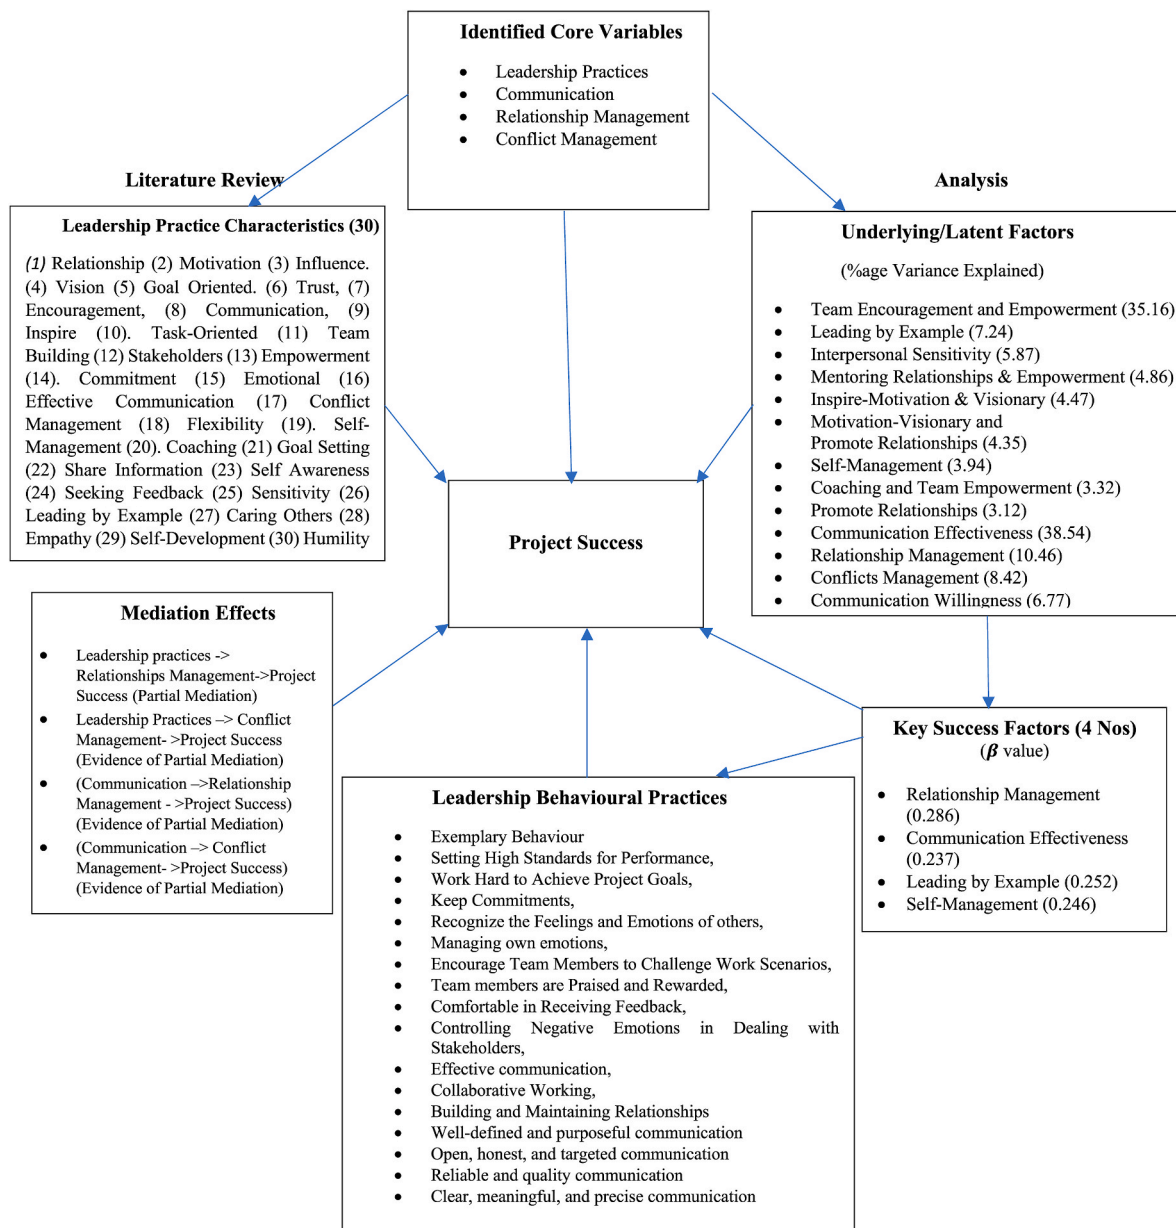 Identified Core Variables
• Leadership Practices
• Communication
• Relationship Management
• Conflict Management
Literature Review
Analysis
Leadership Practice Characteristics (30)
(1) Relationship (2) Motivation (3) Influence.
(4) Vision (5) Goal Oriented. (6) Trust, (7)
Encouragement, (8) Communication, (9)
Inspire (10). Task-Oriented (11) Team
Building (12) Stakeholders (13) Empowerment
(14). Commitment (15) Emotional (16)
Effective Communication (17) Conflict
Management (18) Flexibility (19). Self-
Management (20). Coaching (21) Goal Setting
(22) Share Information (23) Self Awareness
(24) Seeking Feedback (25) Sensitivity (26)
Leading by Example (27) Caring Others (28)
Empathy (29) Self-Development (30) Humility
Underlying/Latent Factors
(%age Variance Explained)
• Team Encouragement and Empowerment (35.16)
• Leading by Example (7.24)
• Interpersonal Sensitivity (5.87)
• Mentoring Relationships & Empowerment (4.86)
• Inspire-Motivation & Visionary (4.47)
• Motivation-Visionary and
Promote Relationships (4.35)
• Self-Management (3.94)
• Coaching and Team Empowerment (3.32)
• Promote Relationships (3.12)
• Communication Effectiveness (38.54)
• Relationship Management (10.46)
• Conflicts Management (8.42)
• Communication Willingness (6.77)
Project Success
Mediation Effects
• Leadership practices ->
Relationships Management->Project
Success (Partial Mediation)
• Leadership Practices –> Conflict
Management- ->Project Success
(Evidence of Partial Mediation)
• (Communication –>Relationship
Management - ->Project Success)
(Evidence of Partial Mediation)
• (Communication –> Conflict
Management- ->Project Success)
(Evidence of Partial Mediation)
Key Success Factors (4 Nos)
(β value)
• Relationship Management
(0.286)
• Communication Effectiveness
(0.237)
• Leading by Example (0.252)
• Self-Management (0.246)
Leadership Behavioural Practices
• Exemplary Behaviour
• Setting High Standards for Performance,
• Work Hard to Achieve Project Goals,
• Keep Commitments,
• Recognize the Feelings and Emotions of others,
• Managing own emotions,
• Encourage Team Members to Challenge Work Scenarios,
• Team members are Praised and Rewarded,
• Comfortable in Receiving Feedback,
• Controlling Negative Emotions in Dealing with
Stakeholders,
• Effective communication,
• Collaborative Working,
• Building and Maintaining Relationships
• Well-defined and purposeful communication
• Open, honest, and targeted communication
• Reliable and quality communication
• Clear, meaningful, and precise communication